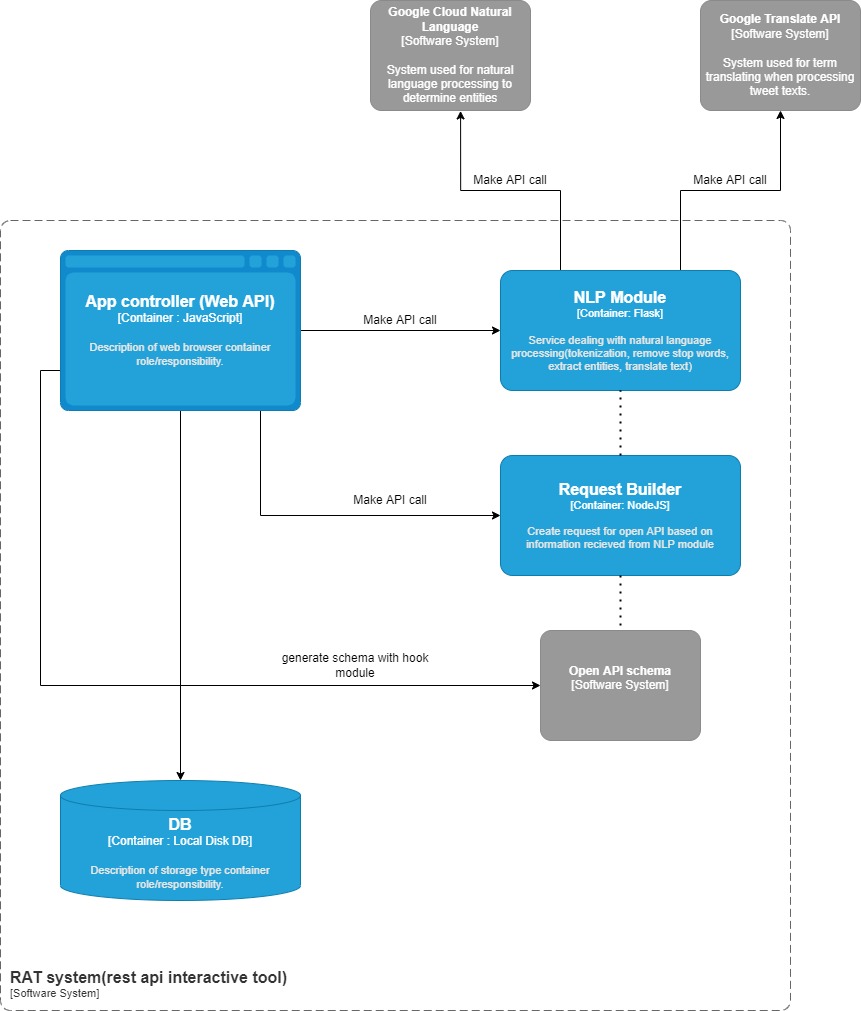 Google Cloud Natural
Language
[Software System]
System used for natural
language processing to
determine entities
Google Translate API
[Software System]
System used for term
translating when processing
tweet texts.
Make API call
Make API call
App controller (Web API)
[Container : JavaScript]
Description of web browser container
role/responsibility.
Make API call
NLP Module
[Container: Flask]
Service dealing with natural language
processing(tokenization, remove stop words,
extract entities, translate text)
Make API call
Request Builder
[Container: NodeJS]
Create request for open API based on
information recieved from NLP module
generate schema with hook
module
Open API schema
[Software System]
DB
[Container : Local Disk DB]
Description of storage type container
role/responsibility.
RAT system(rest api interactive tool)
[Software System]